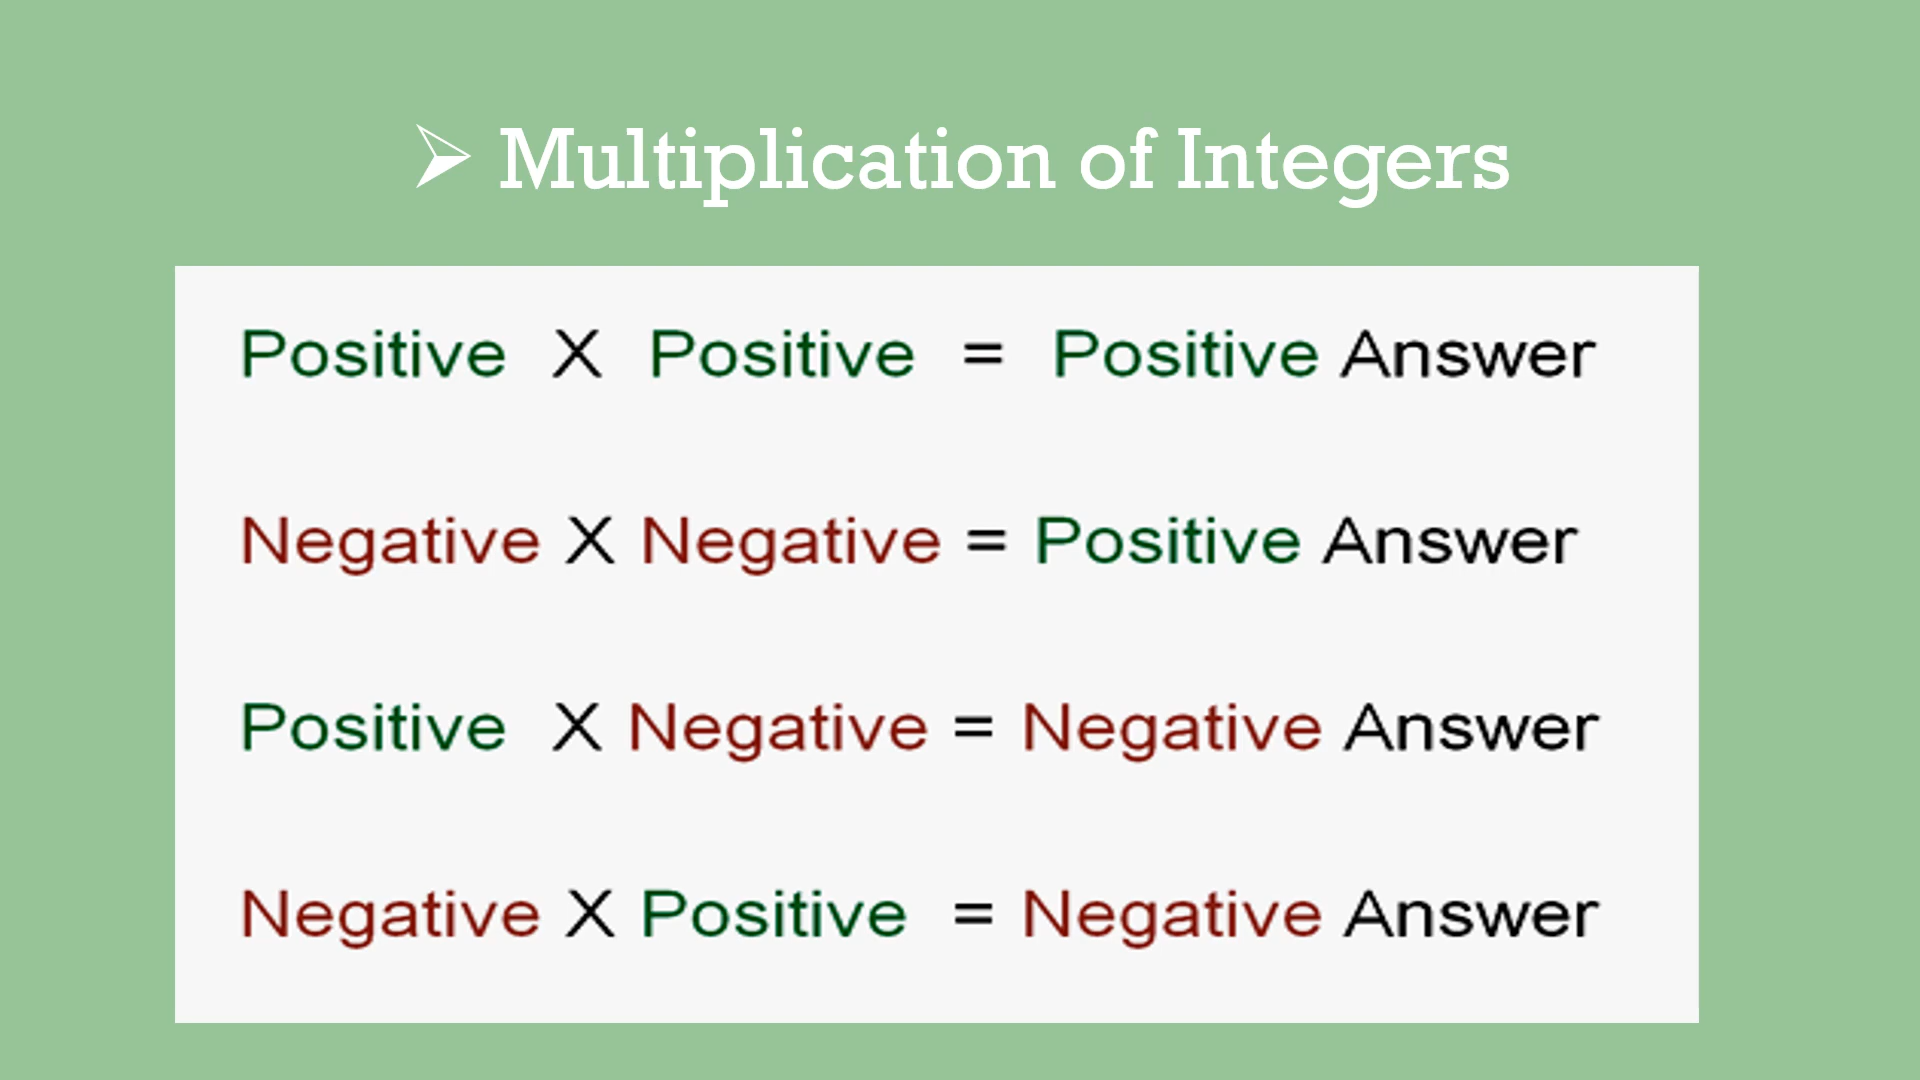 ➢ Multiplication of Integers
Positive X Positive = Positive Answer
Negative X Negative = Positive Answer
Positive X Negative = Negative Answer
Negative X Positive = Negative Answer